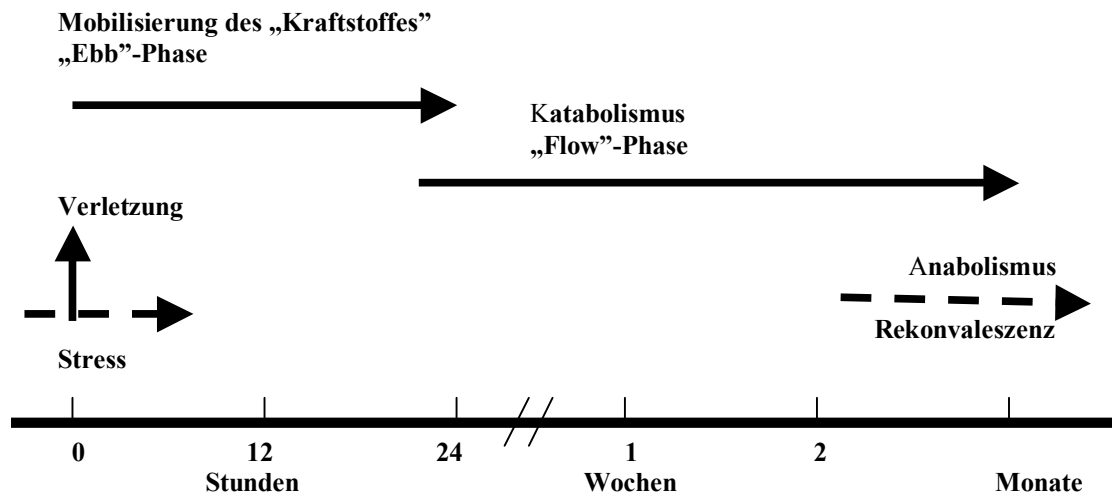 Mobilisierung des „Kraftstoffes”
„Ebb”-Phase
Katabolismus
„Flow”-Phase
Verletzung
Anabolismus
Rekonvaleszenz
Stress
0 12 24 1 2
Stunden Wochen Monate